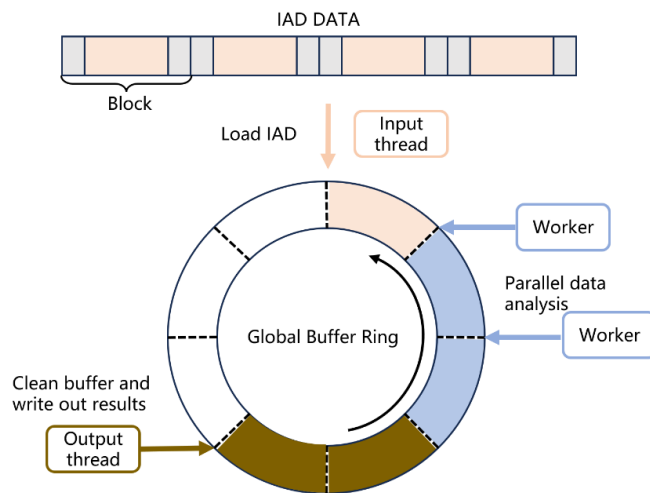 IAD DATA
Block
Load IAD
Input
thread
Worker
Parallel data
analysis
Global Buffer Ring
Worker
Clean buffer and
write out results
Output
thread